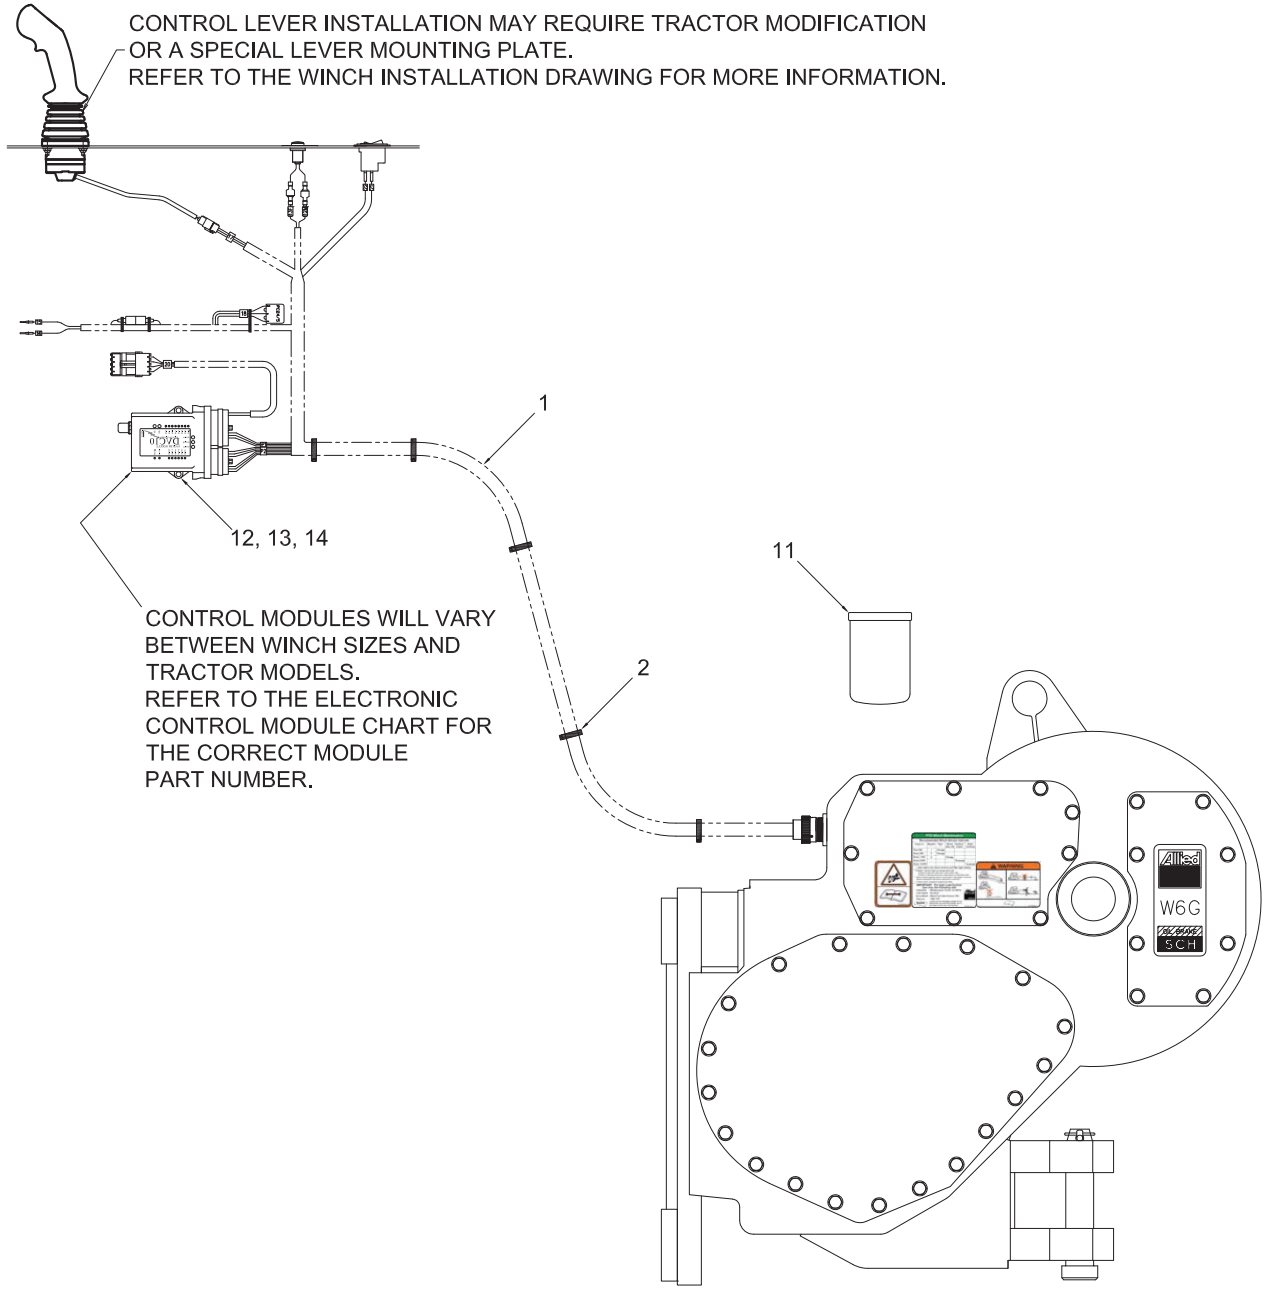 CONTROL LEVER INSTALLATION MAY REQUIRE TRACTOR MODIFICATION
OR A SPECIAL LEVER MOUNTING PLATE.
REFER TO THE WINCH INSTALLATION DRAWING FOR MORE INFORMATION.
1
12, 13, 14
11
CONTROL MODULES WILL VARY
BETWEEN WINCH SIZES AND
TRACTOR MODELS.
REFER TO THE ELECTRONIC
CONTROL MODULE CHART FOR
THE CORRECT MODULE
PART NUMBER.
2
WARNING
Allied
W6G
OIL BRAKE
SCH